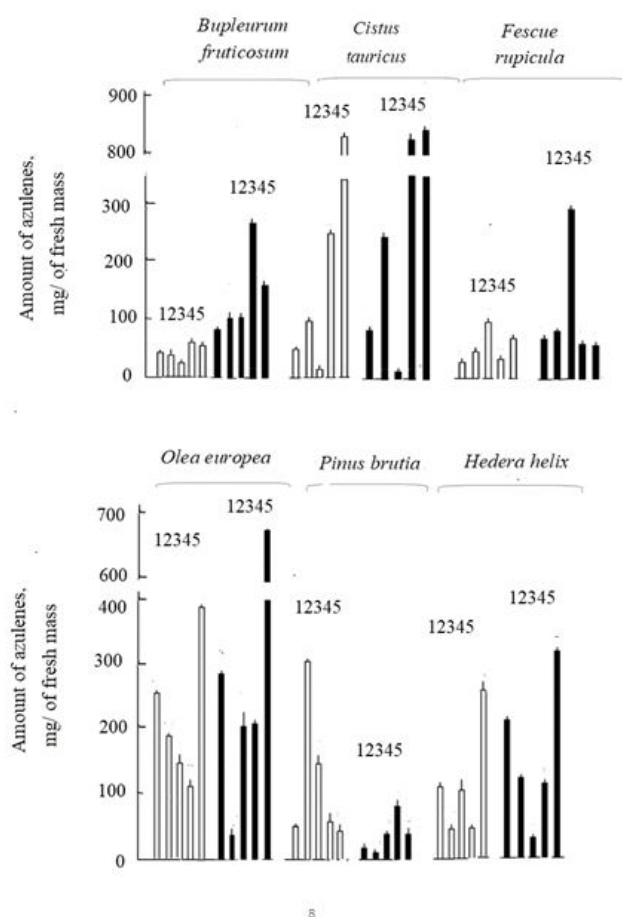 Bupleurum
fruticosum
Cistus
tauricus
Fescue
rupicula
Amount of azulenes,
mg/ of fresh mass
900
800
300
200
100
0
12345
12345
12345
12345
12345
12345
Olea europea
Pinus brutia
Hedera helix
Amount of azulenes,
mg/ of fresh mass
700
600
400
300
200
100
0
12345
12345
12345
12345
12345
12345
8